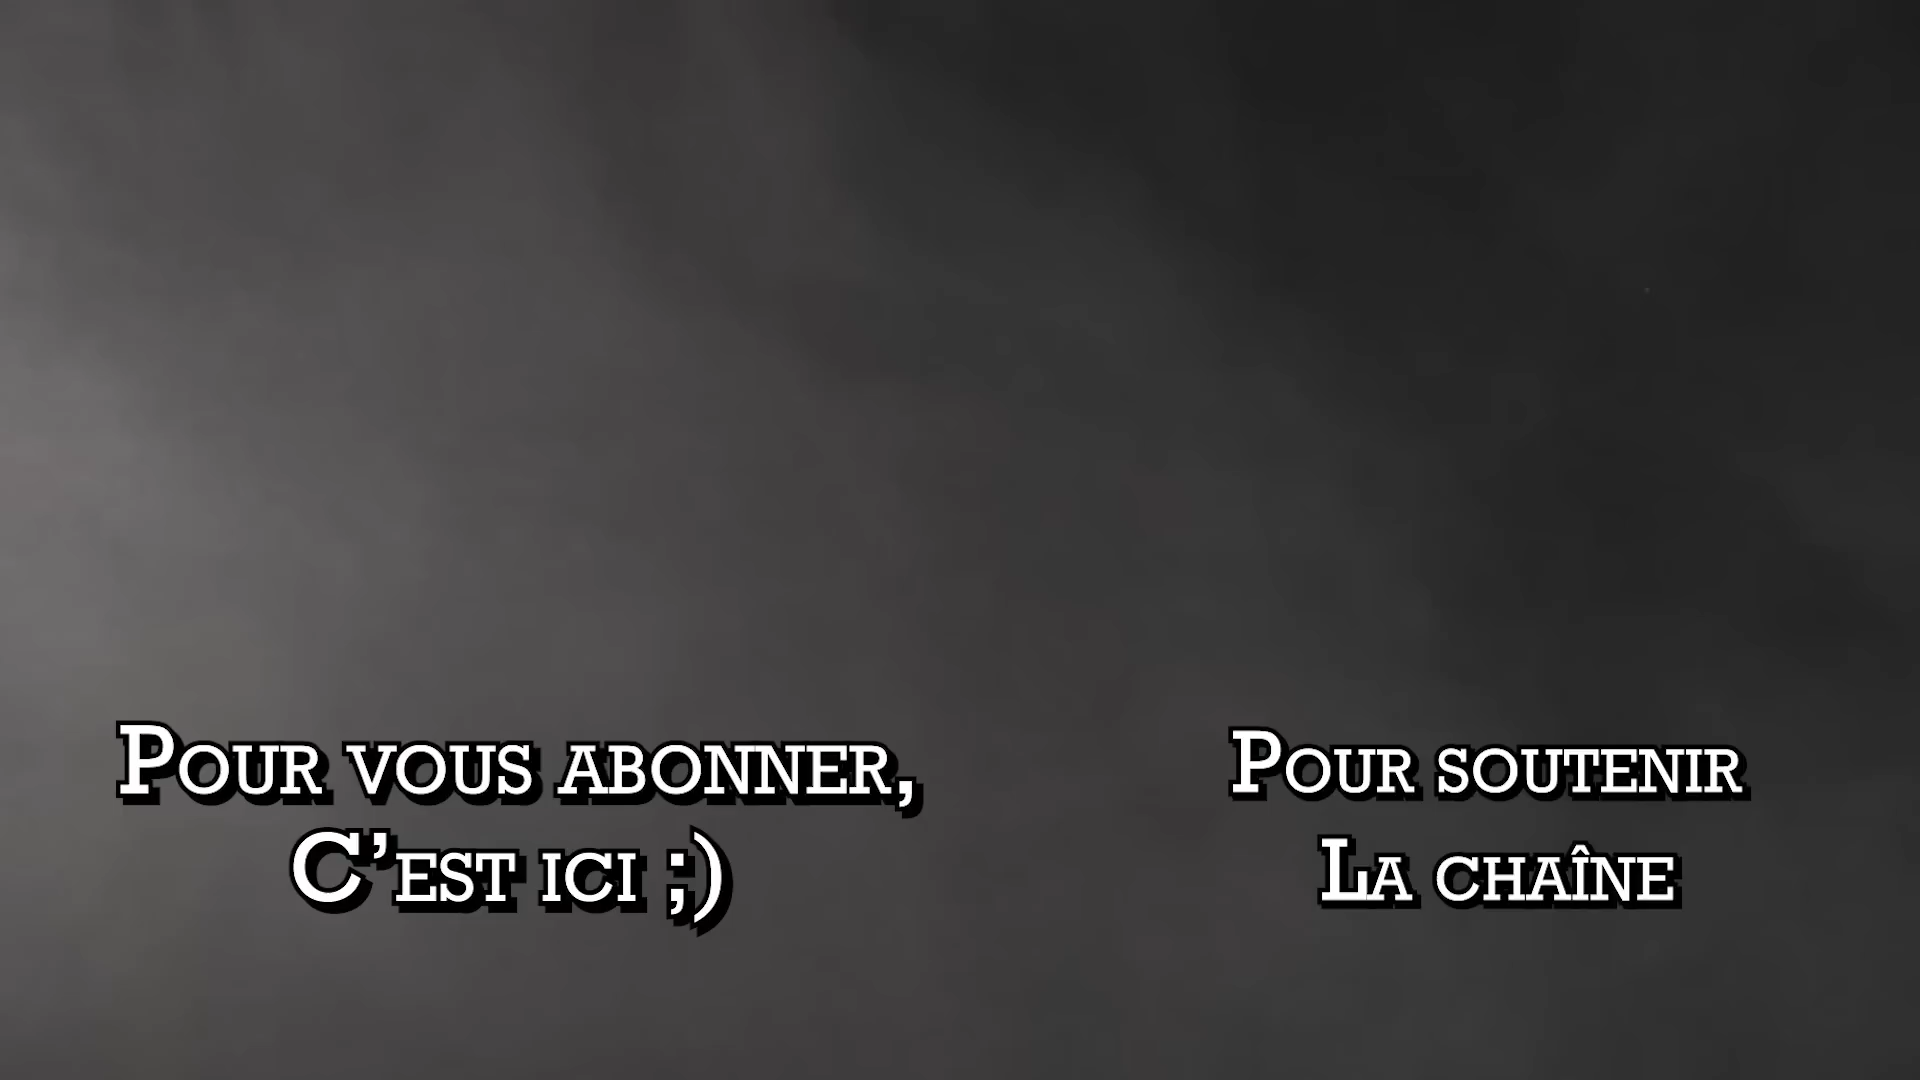 Pour vous abonner,
C'est ici ;)
Pour soutenir
La chaîne